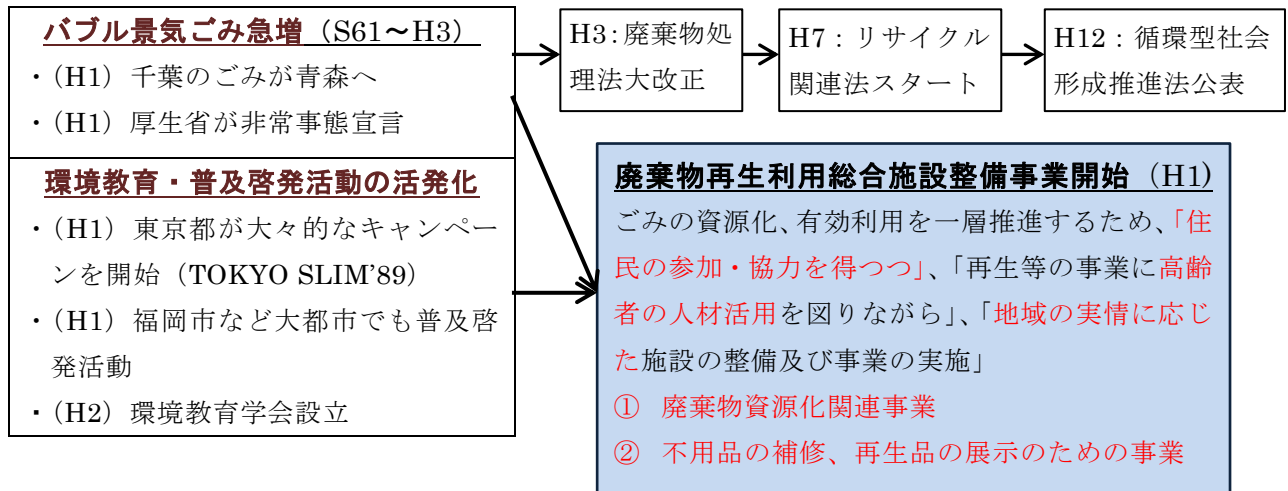 バブル景気ごみ急増（S61～H3）
・（H1）千葉のごみが青森へ
・（H1）厚生省が非常事態宣言
環境教育・普及啓発活動の活発化
・（H1）東京都が大々的なキャンペー
ンを開始（TOKYO SLIM’89）
・（H1）福岡市など大都市でも普及啓
発活動
・（H2）環境教育学会設立
H3：廃棄物処
理法大改正
H7：リサイクル
関連法スタート
H12：循環型社会
形成推進法公表
廃棄物再生利用総合施設整備事業開始（H1）
ごみの資源化、有効利用を一層推進するため、「住
民の参加・協力を得つつ」、「再生等の事業に高齢
者の人材活用を図りながら」、「地域の実情に応じ
た施設の整備及び事業の実施」
① 廃棄物資源化関連事業
② 不用品の補修、再生品の展示のための事業